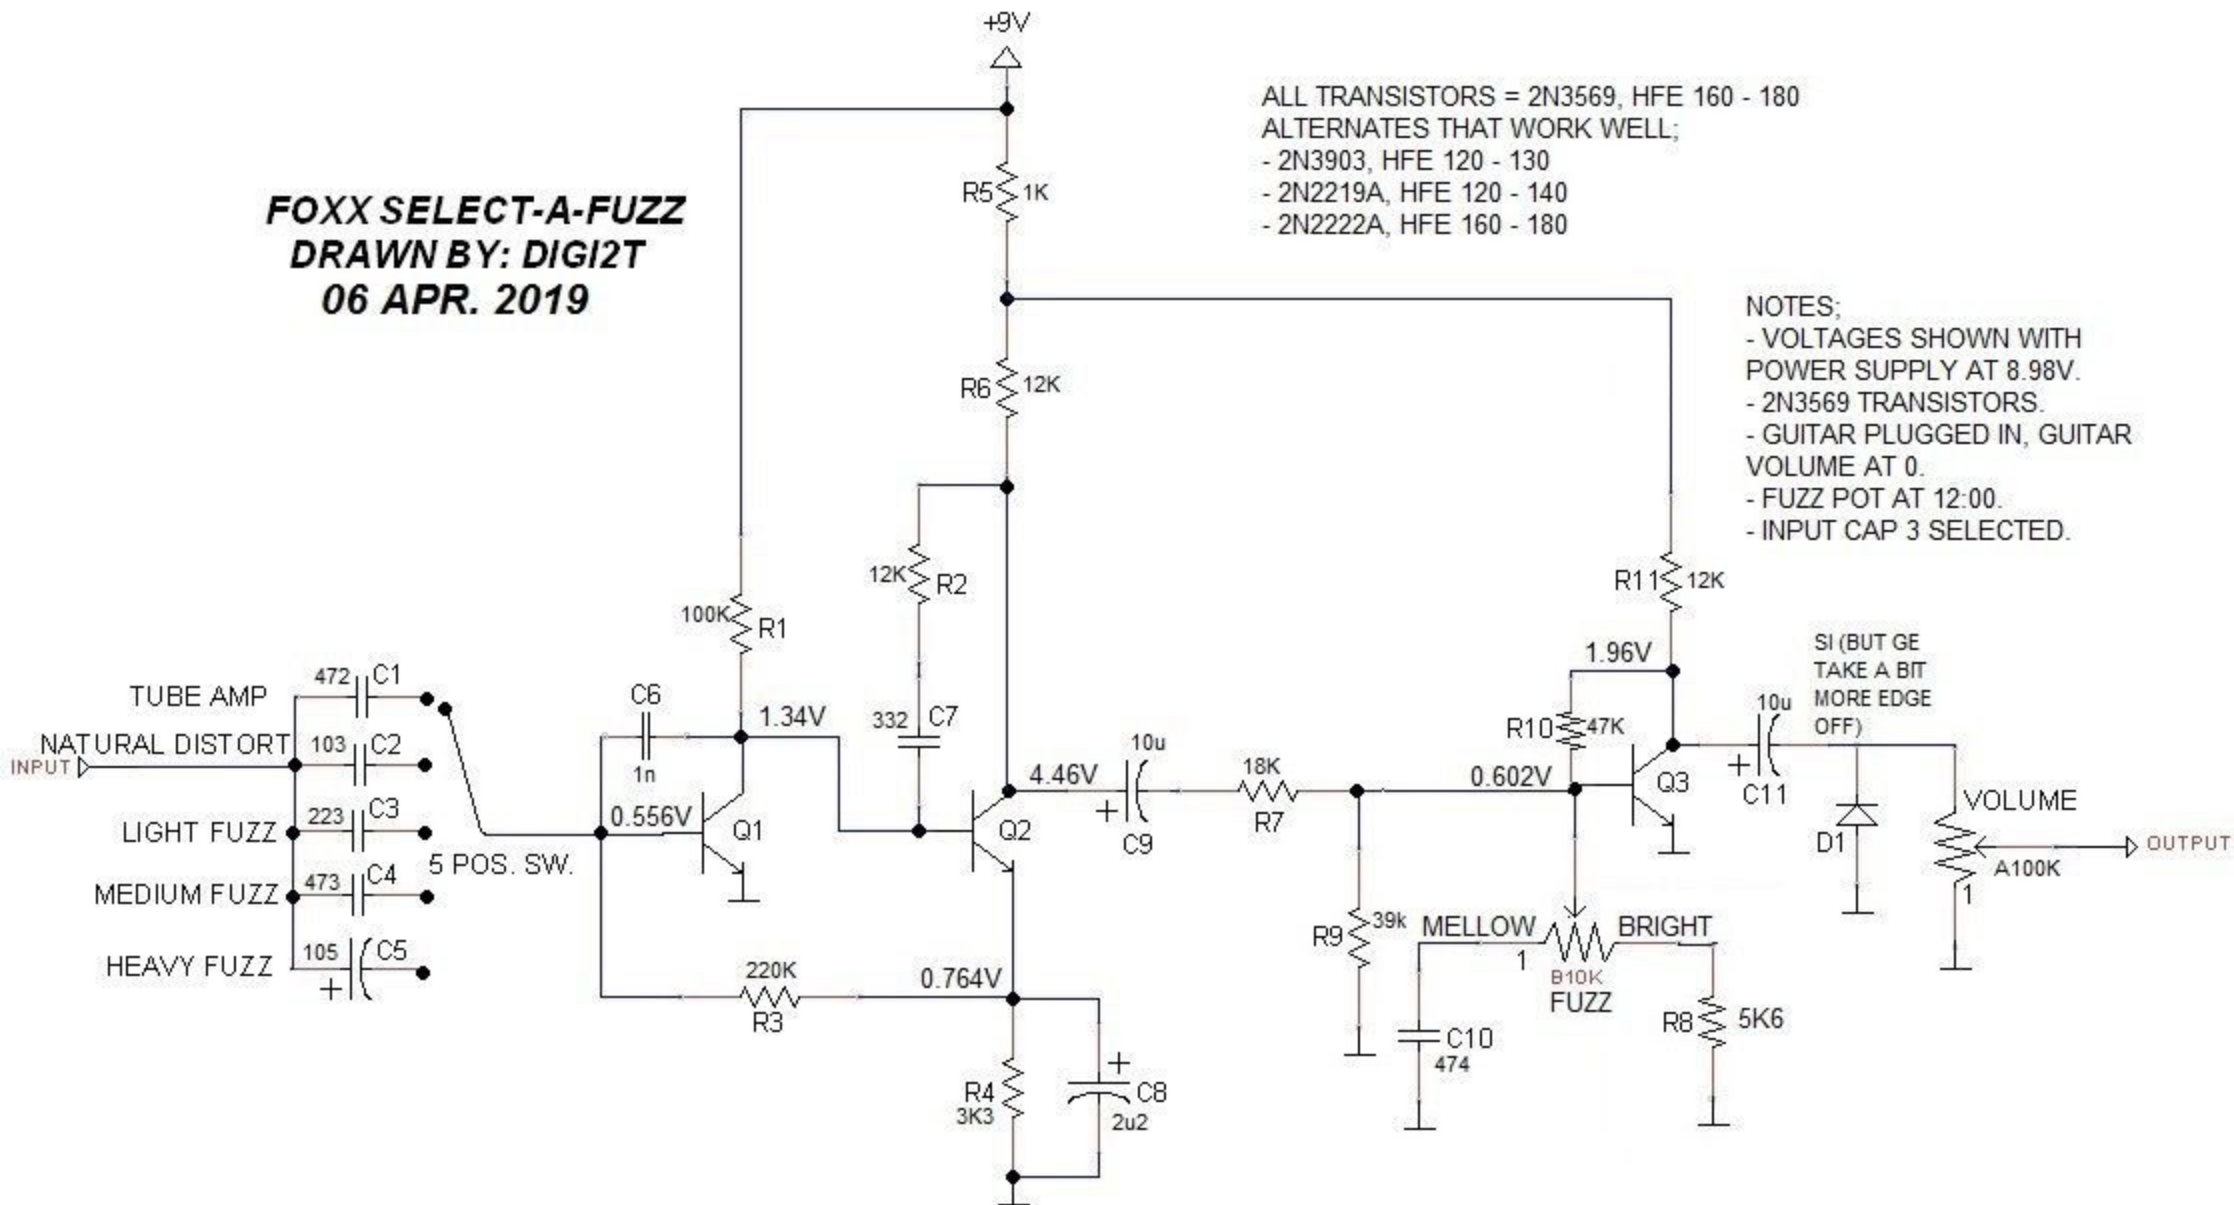 +9V
FOXX SELECT-A-FUZZ
DRAWN BY: DIGI2T
06 APR. 2019
ALL TRANSISTORS = 2N3569, HFE 160 - 180
ALTERNATES THAT WORK WELL;
- 2N3903, HFE 120 - 130
- 2N2219A, HFE 120 - 140
- 2N2222A, HFE 160 - 180
NOTES;
- VOLTAGES SHOWN WITH
POWER SUPPLY AT 8.98V.
- 2N3569 TRANSISTORS.
- GUITAR PLUGGED IN, GUITAR
VOLUME AT 0.
- FUZZ POT AT 12:00.
- INPUT CAP 3 SELECTED.
R5 1K
R6 12K
12K R2
100K R1
R11 12K
SI (BUT GE
TAKE A BIT
MORE EDGE
OFF)
1.96V
R10 47K
TUBE AMP
472 C1
NATURAL DISTORT
103 C2
INPUT
LIGHT FUZZ
223 C3
MEDIUM FUZZ
473 C4
HEAVY FUZZ
105 C5
+
5 POS. SW.
C6
1n
1.34V
0.556V
Q1
332 C7
Q2
4.46V
10u
+
C9
18K
R7
0.602V
Q3
10u
+
C11
D1
VOLUME
A100K
1
OUTPUT
220K
R3
0.764V
R4
3K3
+
C8
2u2
R9 39k
MELLOW
BRIGHT
1
B10K
FUZZ
C10
474
R8 5K6